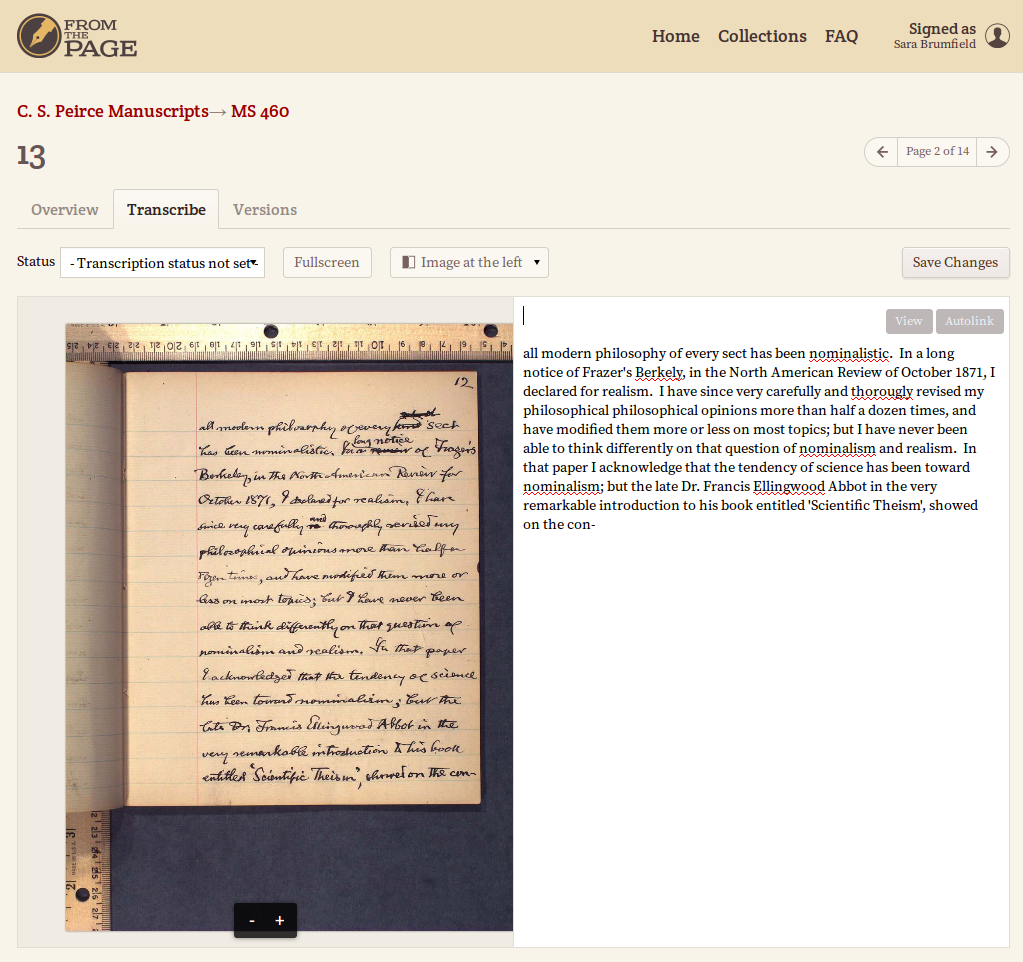 FROM
THE
PAGE
Home Collections FAQ
Signed as
Sara Brumfield
C. S. Peirce Manuscripts→ MS 460
13
← Page 2 of 14 →
Overview Transcribe Versions
Status - Transcription status not set - Fullscreen Image at the left Save Changes
12
all modern philosophy of every kind sect
long notice
has been nominalistic. In a review of Frazer's
Berkeley, in the North American Review for
October 1871, I declared for realism. I have
and
since very carefully thoroughly revised my
philosophical opinions more than half a
dozen times, and have modified them more or
less on most topics; but I have never been
able to think differently on that question of
nominalism and realism. In that paper
I acknowledged that the tendency of science
has been toward nominalism; but the
late Dr. Francis Ellingwood Abbot in the
very remarkable introduction to his book
entitled 'Scientific Theism', showed on the con-
- +
View Autolink
all modern philosophy of every sect has been nominalistic.  In a long
notice of Frazer's Berkely, in the North American Review of October 1871, I
declared for realism.  I have since very carefully and thorougly revised my
philosophical philosophical opinions more than half a dozen times, and
have modified them more or less on most topics; but I have never been
able to think differently on that question of nominalism and realism.  In
that paper I acknowledge that the tendency of science has been toward
nominalism; but the late Dr. Francis Ellingwood Abbot in the very
remarkable introduction to his book entitled 'Scientific Theism', showed
on the con-